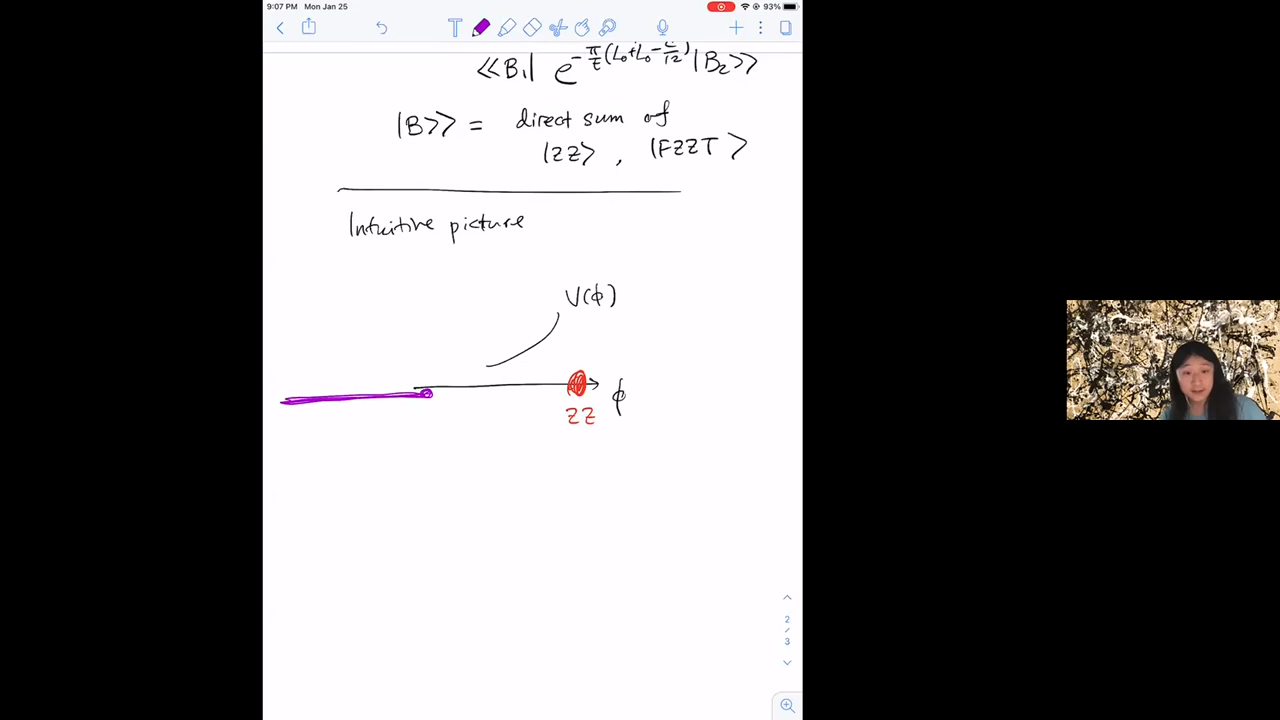 9:07 PM Mon Jan 25
93%
T
≪B₁| e^{-π/t (L₀+L̄₀-c/12)} |B₂≫
|B≫ = direct sum of
|ZZ⟩ , |FZZT⟩
Intuitive picture
V(ϕ)
ϕ
ZZ
2
/
3